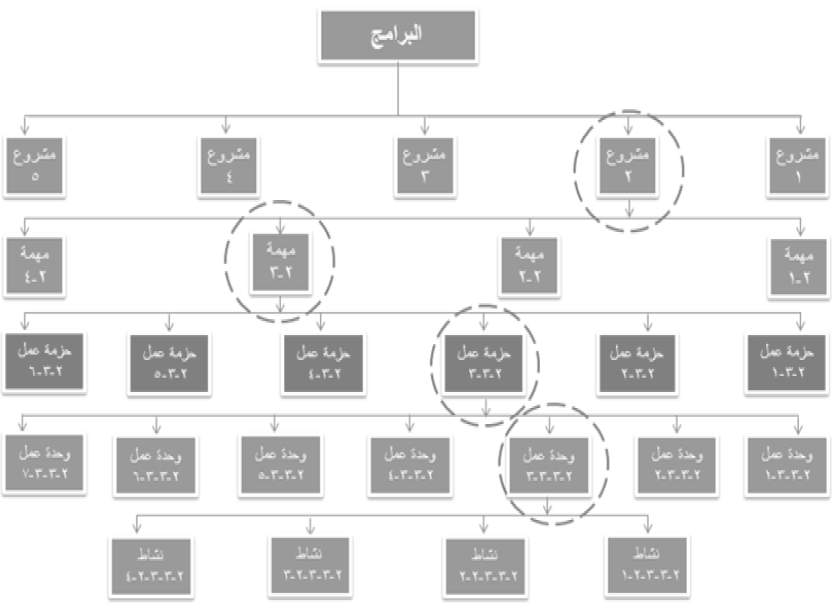 البرامج
مشروع
١
مشروع
٢
مشروع
٣
مشروع
٤
مشروع
٥
مهمة
٢-١
مهمة
٢-٢
مهمة
٢-٣
مهمة
٢-٤
حزمة عمل
٢-٣-١
حزمة عمل
٢-٣-٢
حزمة عمل
٢-٣-٣
حزمة عمل
٢-٣-٤
حزمة عمل
٢-٣-٥
حزمة عمل
٢-٣-٦
وحدة عمل
٢-٣-٣-١
وحدة عمل
٢-٣-٣-٢
وحدة عمل
٢-٣-٣-٣
وحدة عمل
٢-٣-٣-٤
وحدة عمل
٢-٣-٣-٥
وحدة عمل
٢-٣-٣-٦
وحدة عمل
٢-٣-٣-٧
نشاط
٢-٣-٣-٢-١
نشاط
٢-٣-٣-٢-٢
نشاط
٢-٣-٣-٢-٣
نشاط
٢-٣-٣-٢-٤